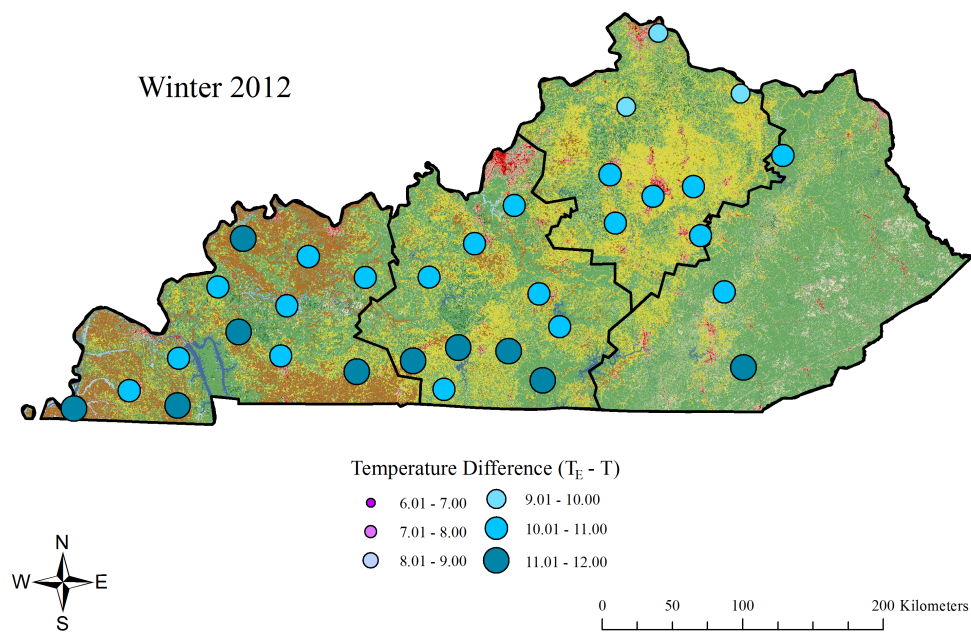 Winter 2012
Temperature Difference (T_E - T)
6.01 - 7.00
9.01 - 10.00
7.01 - 8.00
10.01 - 11.00
8.01 - 9.00
11.01 - 12.00
N
W E
S
0 50 100 200 Kilometers